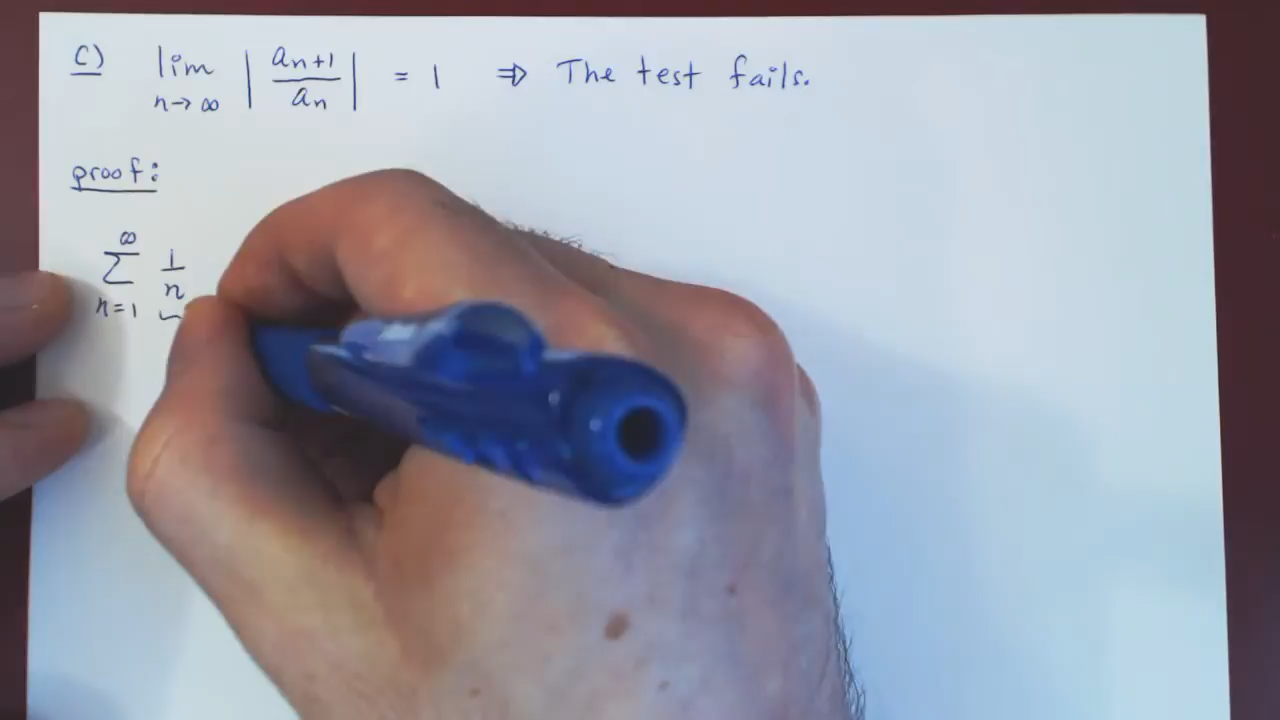 c) lim n→∞ | an+1 / an | = 1 ⇒ The test fails.
proof:
∞ Σ n=1 1/n